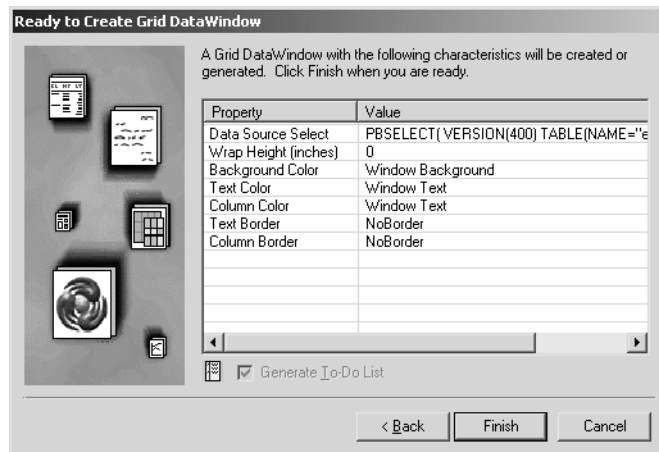 Ready to Create Grid DataWindow
A Grid DataWindow with the following characteristics will be created or
generated. Click Finish when you are ready.
Property Value
Data Source Select PBSELECT( VERSION(400) TABLE(NAME="e
Wrap Height (inches) 0
Background Color Window Background
Text Color Window Text
Column Color Window Text
Text Border NoBorder
Column Border NoBorder
Generate To-Do List
< Back Finish Cancel